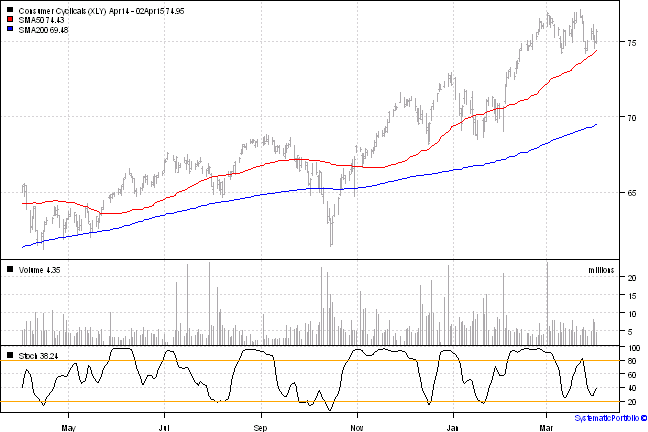 Consumer Cyclicals (XLY) Apr14 - 02Apr15 74.95
SMA50 74.43
SMA200 69.48
75
70
65
Volume 4.35
millions
20
15
10
5
Stoch 38.24
100
80
60
40
20
May Jul Sep Nov Jan Mar
SystematicPortfolio ©